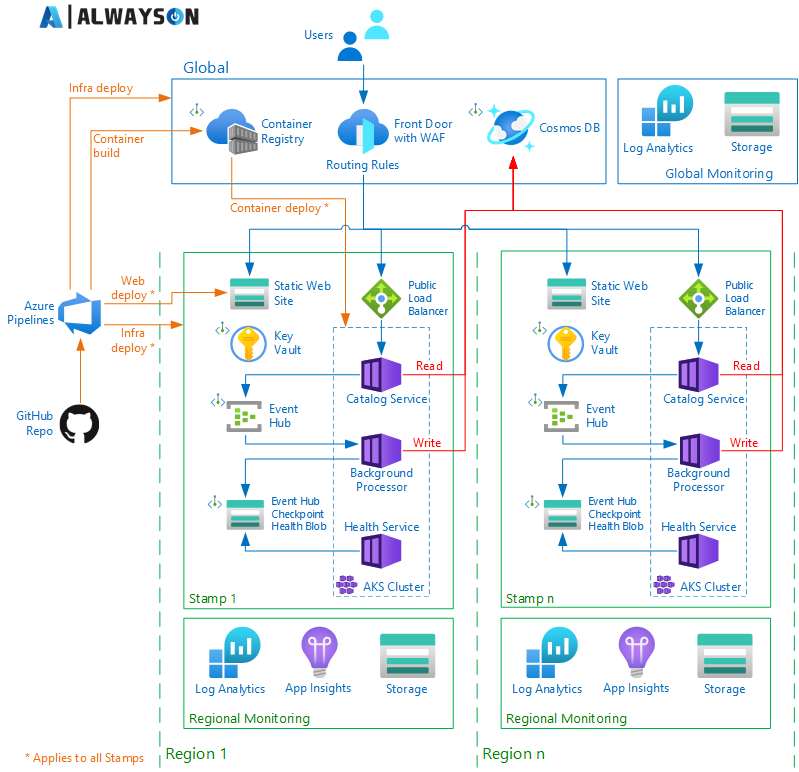 A|ALWAYSON
Users
Global
Infra deploy
Container
build
Container
Registry
Front Door
with WAF
Routing Rules
Cosmos DB
Log Analytics
Storage
Global Monitoring
Container deploy *
Azure
Pipelines
Web
deploy *
Infra
deploy *
GitHub
Repo
Static Web
Site
Public
Load
Balancer
Key
Vault
Read
Catalog Service
Event
Hub
Write
Background
Processor
Event Hub
Checkpoint
Health Blob
Health Service
AKS Cluster
Stamp 1
Log Analytics
App Insights
Storage
Regional Monitoring
Region 1
Static Web
Site
Public
Load
Balancer
Key
Vault
Read
Catalog Service
Event
Hub
Write
Background
Processor
Event Hub
Checkpoint
Health Blob
Health Service
AKS Cluster
Stamp n
Log Analytics
App Insights
Storage
Regional Monitoring
Region n
* Applies to all Stamps